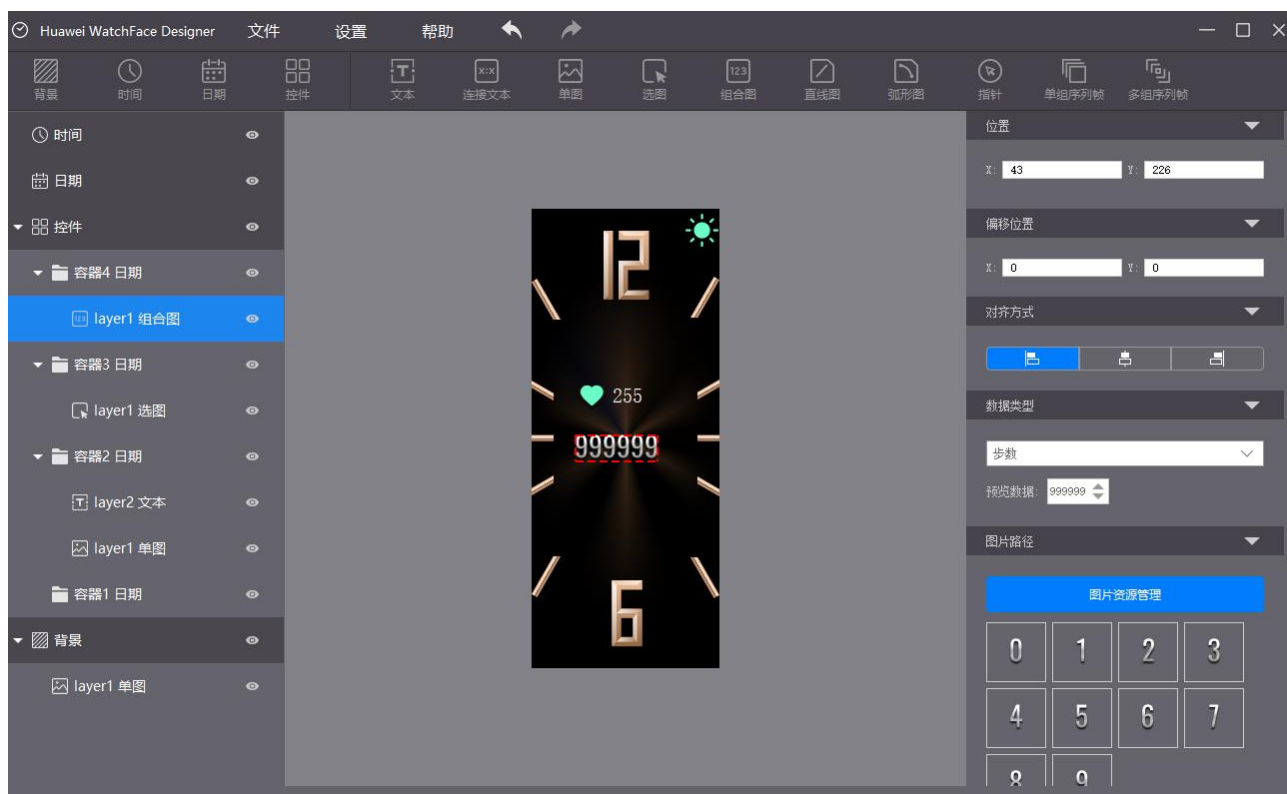 Huawei WatchFace Designer 文件 设置 帮助
背景 时间 日期 控件 文本 连接文本 单图 选图 组合图 直线图 弧形图 指针 单组序列帧 多组序列帧
X:X
123
时间
日期
控件
容器4 日期
layer1 组合图
容器3 日期
layer1 选图
容器2 日期
layer2 文本
layer1 单图
容器1 日期
背景
layer1 单图
12
255
999999
6
位置
X: 43 Y: 226
偏移位置
X: 0 Y: 0
对齐方式
数据类型
步数
预览数据: 999999
图片路径
图片资源管理
0 1 2 3
4 5 6 7
8 9